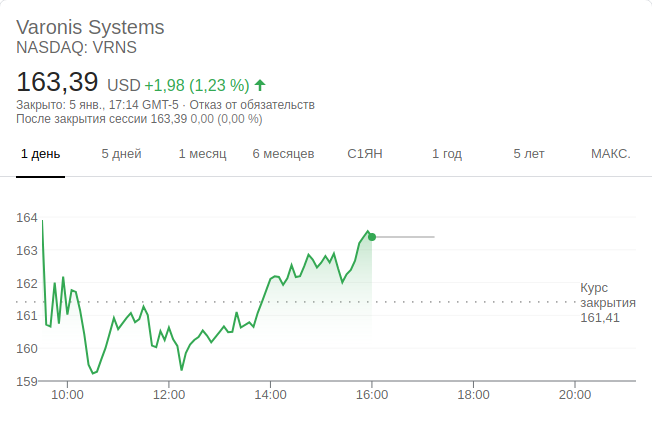 Varonis Systems
NASDAQ: VRNS
163,39 USD +1,98 (1,23 %)
Закрыто: 5 янв., 17:14 GMT-5 · Отказ от обязательств
После закрытия сессии 163,39 0,00 (0,00 %)
1 день 5 дней 1 месяц 6 месяцев С1ЯН 1 год 5 лет МАКС.
164
163
162
161
160
159
Курс
закрытия
161,41
10:00 12:00 14:00 16:00 18:00 20:00